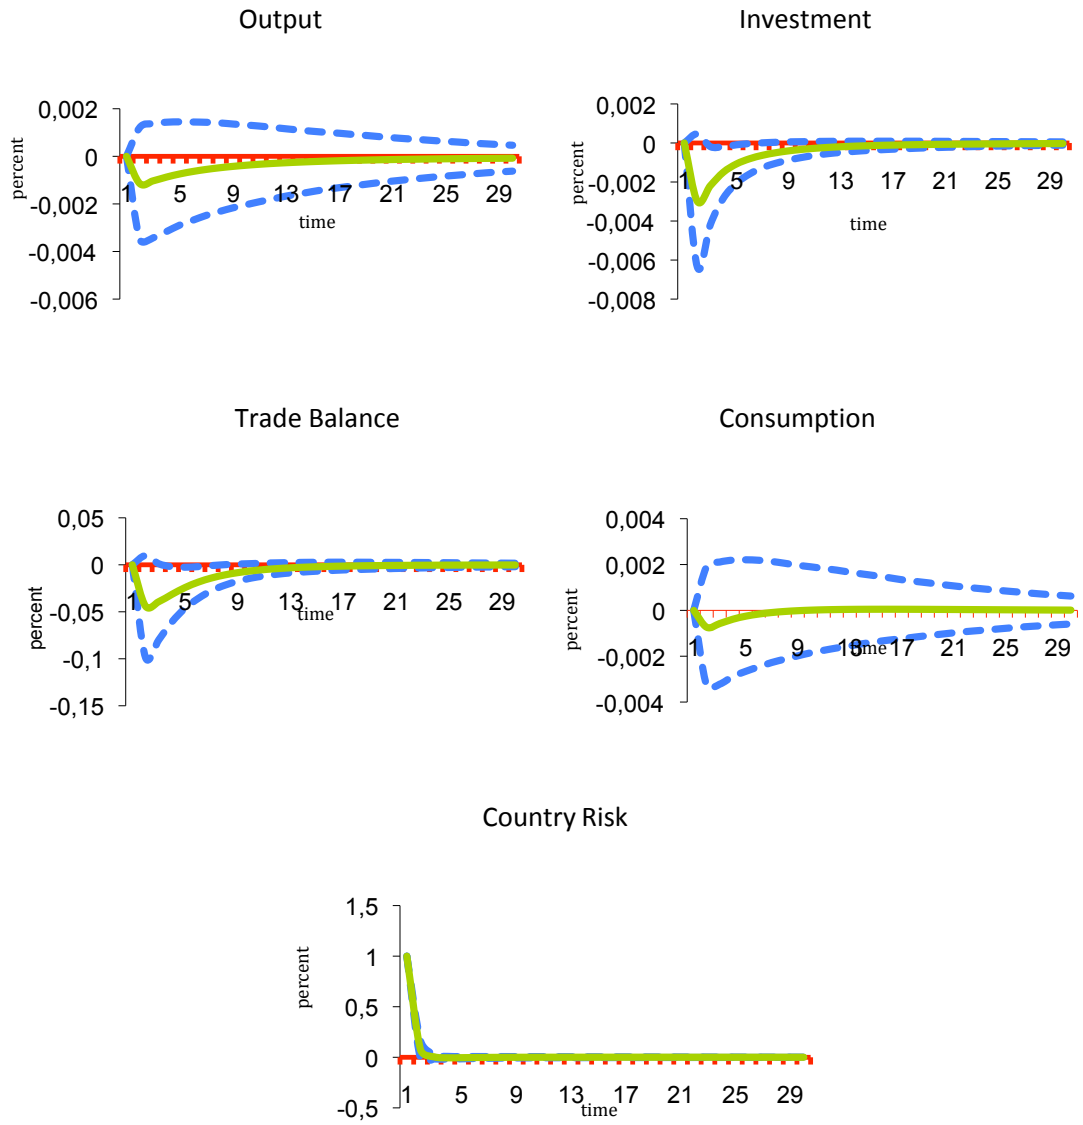 Output
Investment
0,002
0
-0,002
-0,004
-0,006
percent
1 5 9 13 17 21 25 29
time
0,002
0
-0,002
-0,004
-0,006
-0,008
percent
1 5 9 13 17 21 25 29
time
Trade Balance
Consumption
0,05
0
-0,05
-0,1
-0,15
percent
1 5 9 13 17 21 25 29
time
0,004
0,002
0
-0,002
-0,004
percent
1 5 9 13 17 21 25 29
time
Country Risk
1,5
1
0,5
0
-0,5
percent
1 5 9 13 17 21 25 29
time